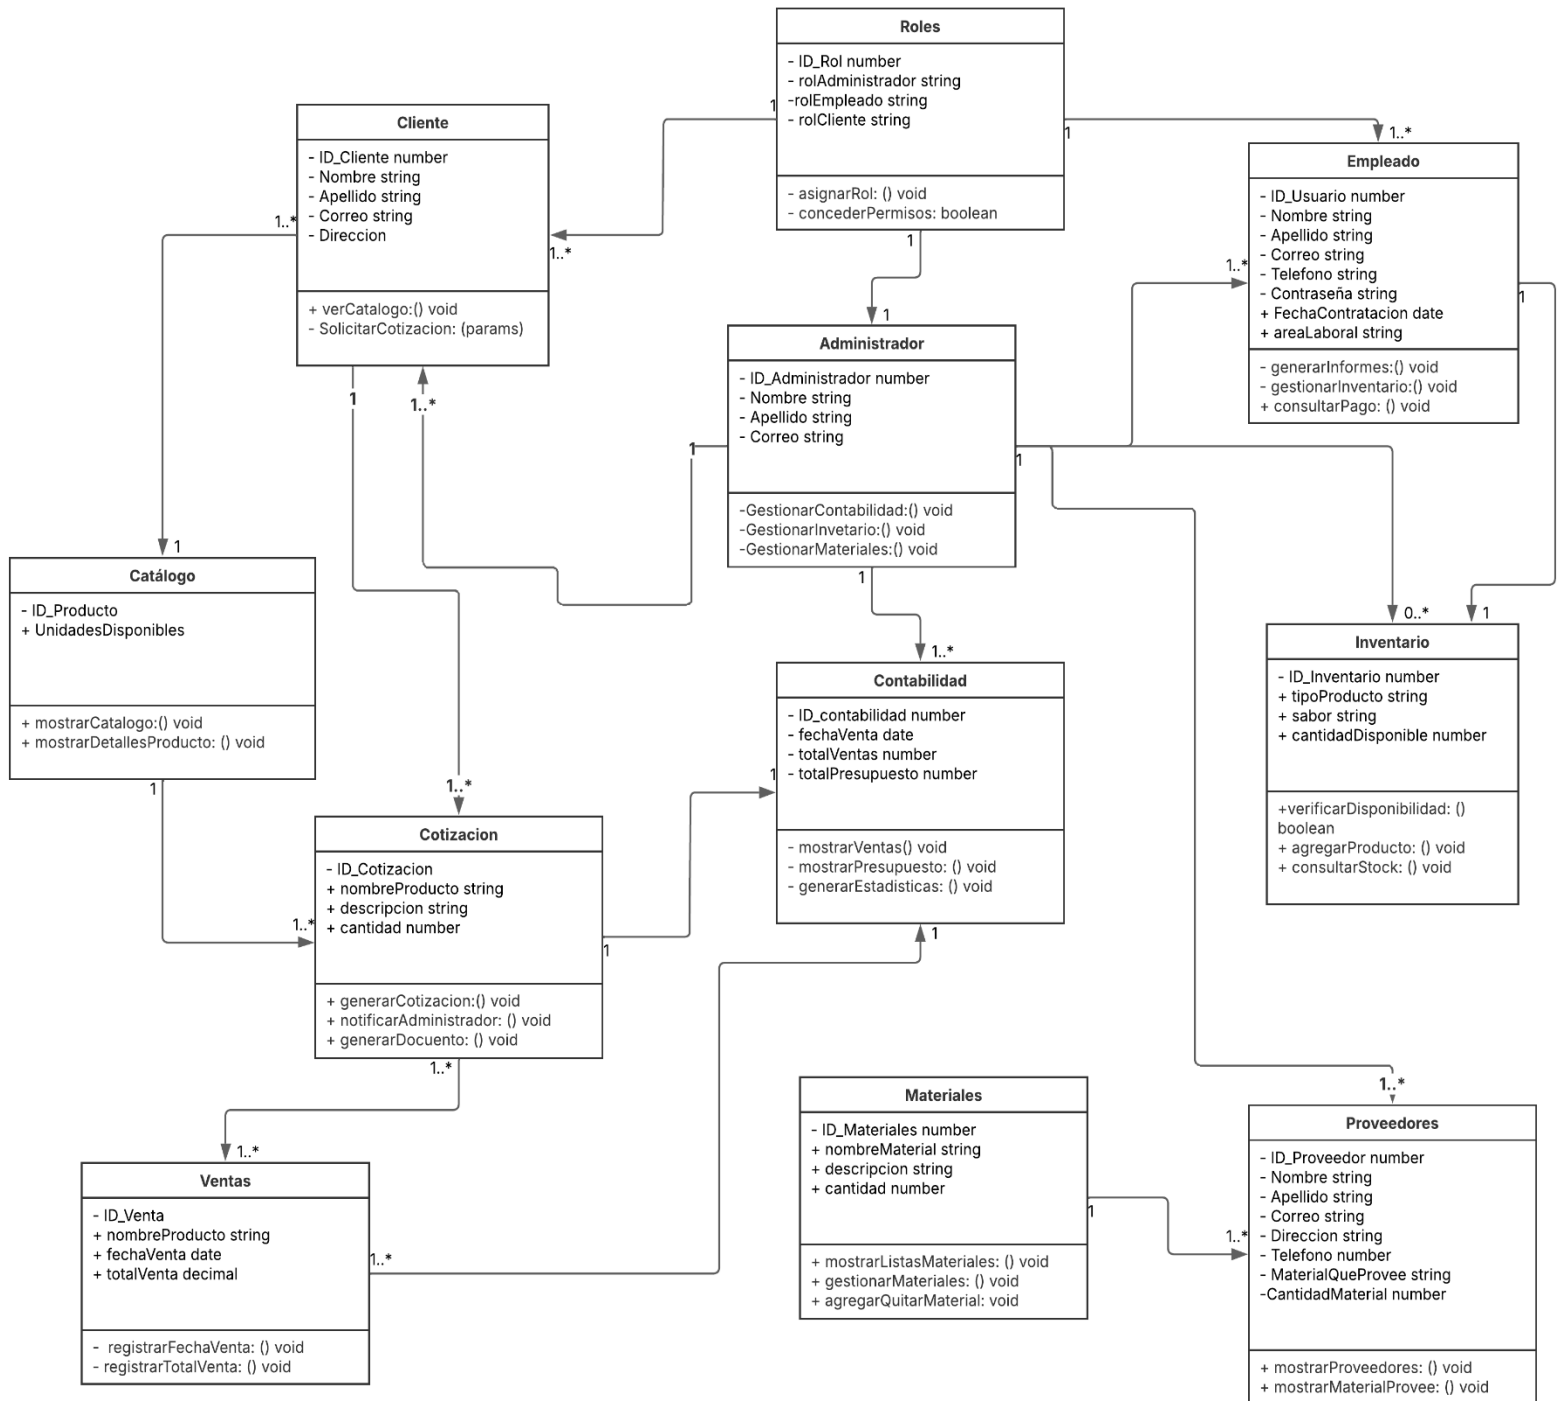 Roles
- ID_Rol number
- rolAdministrador string
-rolEmpleado string
- rolCliente string
- asignarRol: () void
- concederPermisos: boolean
1
1
1
Cliente
- ID_Cliente number
- Nombre string
- Apellido string
- Correo string
- Direccion
+ verCatalogo:() void
- SolicitarCotizacion: (params)
1..*
1..*
1
1..*
Empleado
- ID_Usuario number
- Nombre string
- Apellido string
- Correo string
- Telefono string
- Contraseña string
+ FechaContratacion date
+ areaLaboral string
- generarInformes:() void
- gestionarInventario:() void
+ consultarPago: () void
1..*
1..*
1
Administrador
- ID_Administrador number
- Nombre string
- Apellido string
- Correo string
-GestionarContabilidad:() void
-GestionarInvetario:() void
-GestionarMateriales:() void
1
1
1
1
Catálogo
- ID_Producto
+ UnidadesDisponibles
+ mostrarCatalogo:() void
+ mostrarDetallesProducto: () void
1
1
Inventario
- ID_Inventario number
+ tipoProducto string
+ sabor string
+ cantidadDisponible number
+verificarDisponibilidad: ()
boolean
+ agregarProducto: () void
+ consultarStock: () void
0..*
1
Contabilidad
- ID_contabilidad number
- fechaVenta date
- totalVentas number
- totalPresupuesto number
- mostrarVentas() void
- mostrarPresupuesto: () void
- generarEstadisticas: () void
1..*
1
1
Cotizacion
- ID_Cotizacion
+ nombreProducto string
+ descripcion string
+ cantidad number
+ generarCotizacion:() void
+ notificarAdministrador: () void
+ generarDocuento: () void
1..*
1..*
1
1..*
Ventas
- ID_Venta
+ nombreProducto string
+ fechaVenta date
+ totalVenta decimal
- registrarFechaVenta: () void
- registrarTotalVenta: () void
1..*
1..*
Materiales
- ID_Materiales number
+ nombreMaterial string
+ descripcion string
+ cantidad number
+ mostrarListasMateriales: () void
+ gestionarMateriales: () void
+ agregarQuitarMaterial: void
1
Proveedores
- ID_Proveedor number
- Nombre string
- Apellido string
- Correo string
- Direccion string
- Telefono number
- MaterialQueProvee string
-CantidadMaterial number
+ mostrarProveedores: () void
+ mostrarMaterialProvee: () void
1..*
1..*